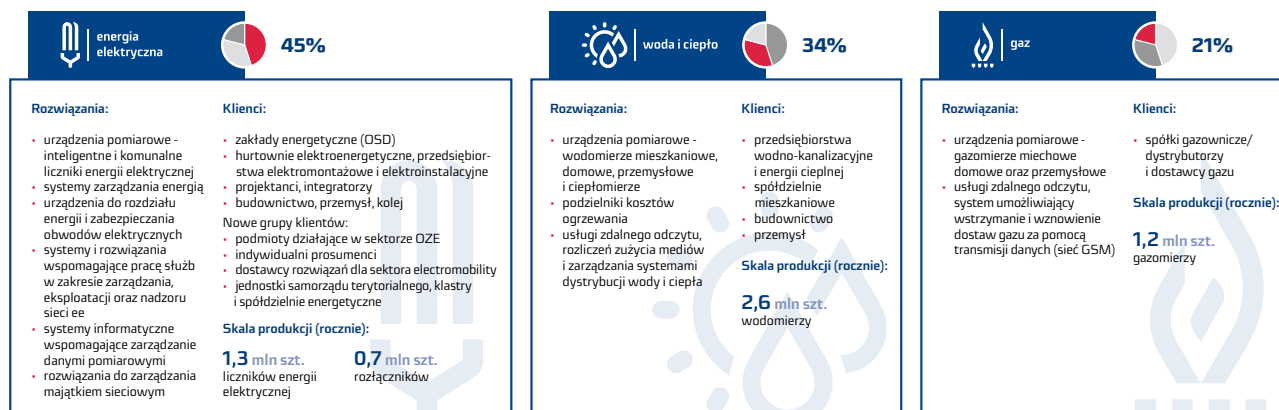 energia
elektryczna
45%
Rozwiązania:
• urządzenia pomiarowe -
inteligentne i komunalne
liczniki energii elektrycznej
• systemy zarządzania energią
• urządzenia do rozdziału
energii i zabezpieczania
obwodów elektrycznych
• systemy i rozwiązania
wspomagające pracę służb
w zakresie zarządzania,
eksploatacji oraz nadzoru
sieci ee
• systemy informatyczne
wspomagające zarządzanie
danymi pomiarowymi
• rozwiązania do zarządzania
majątkiem sieciowym
Klienci:
• zakłady energetyczne (OSD)
• hurtownie elektroenergetyczne, przedsiębior-
stwa elektromontażowe i elektroinstalacyjne
• projektanci, integratorzy
• budownictwo, przemysł, kolej
Nowe grupy klientów:
• podmioty działające w sektorze OZE
• indywidualni prosumenci
• dostawcy rozwiązań dla sektora electromobility
• jednostki samorządu terytorialnego, klastry
i spółdzielnie energetyczne
Skala produkcji (rocznie):
1,3 mln szt.
liczników energii
elektrycznej
0,7 mln szt.
rozłączników
woda i ciepło
34%
Rozwiązania:
• urządzenia pomiarowe -
wodomierze mieszkaniowe,
domowe, przemysłowe
i ciepłomierze
• podzielniki kosztów
ogrzewania
• usługi zdalnego odczytu,
rozliczeń zużycia mediów
i zarządzania systemami
dystrybucji wody i ciepła
Klienci:
• przedsiębiorstwa
wodno-kanalizacyjne
i energii cieplnej
• spółdzielnie
mieszkaniowe
• budownictwo
• przemysł
Skala produkcji (rocznie):
2,6 mln szt.
wodomierzy
gaz
21%
Rozwiązania:
• urządzenia pomiarowe -
gazomierze miechowe
domowe oraz przemysłowe
• usługi zdalnego odczytu,
system umożliwiający
wstrzymanie i wznowienie
dostaw gazu za pomocą
transmisji danych (sieć GSM)
Klienci:
• spółki gazownicze/
dystrybutorzy
i dostawcy gazu
Skala produkcji (rocznie):
1,2 mln szt.
gazomierzy